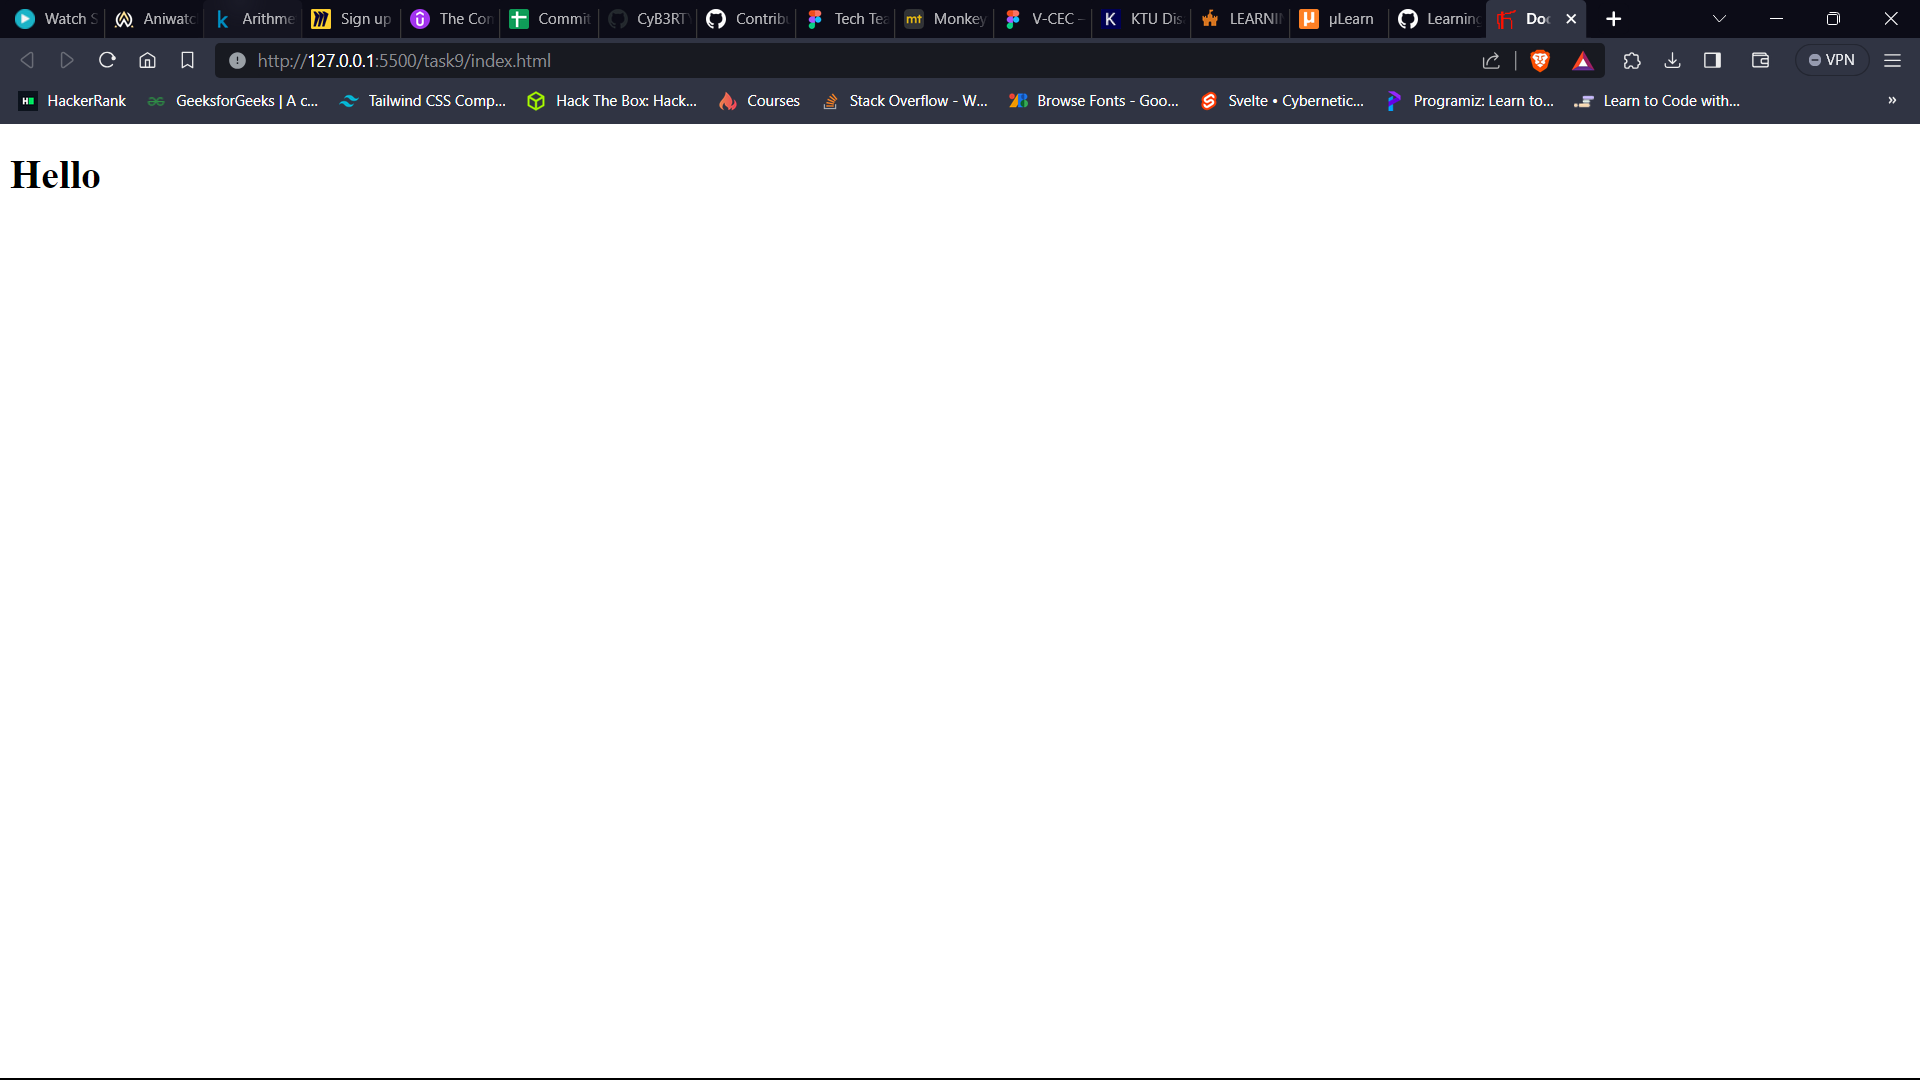 Watch S Aniwatc Arithme Sign up The Con Commit CyB3RTY Contribu Tech Tea Monkey V-CEC – KTU Dis LEARNIN µLearn Learning Doc
http://127.0.0.1:5500/task9/index.html VPN
HackerRank GeeksforGeeks | A c... Tailwind CSS Comp... Hack The Box: Hack... Courses Stack Overflow - W... Browse Fonts - Goo... Svelte • Cybernetic... Programiz: Learn to... Learn to Code with... »
Hello